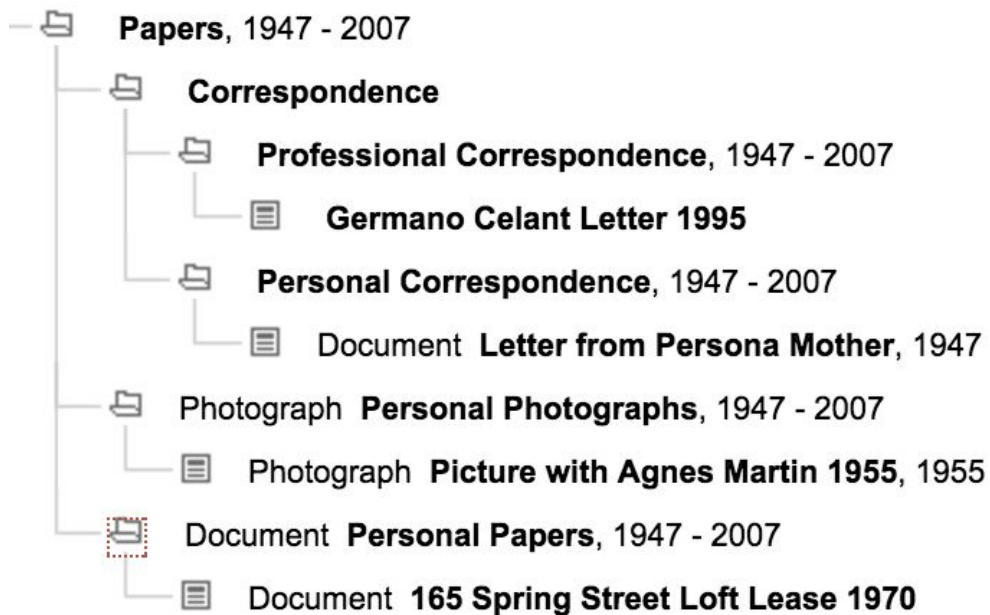 Papers, 1947 - 2007
Correspondence
Professional Correspondence, 1947 - 2007
Germano Celant Letter 1995
Personal Correspondence, 1947 - 2007
Document Letter from Persona Mother, 1947
Photograph Personal Photographs, 1947 - 2007
Photograph Picture with Agnes Martin 1955, 1955
Document Personal Papers, 1947 - 2007
Document 165 Spring Street Loft Lease 1970